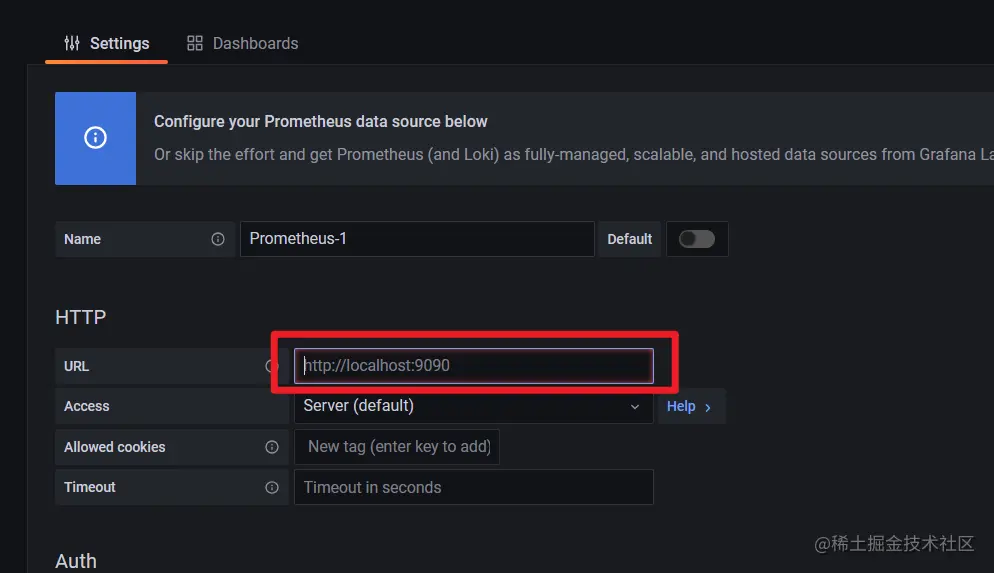 Settings Dashboards
Configure your Prometheus data source below
Or skip the effort and get Prometheus (and Loki) as fully-managed, scalable, and hosted data sources from Grafana La
Name Prometheus-1 Default
HTTP
URL http://localhost:9090
Access Server (default) Help
Allowed cookies New tag (enter key to add)
Timeout Timeout in seconds
Auth
@稀土掘金技术社区